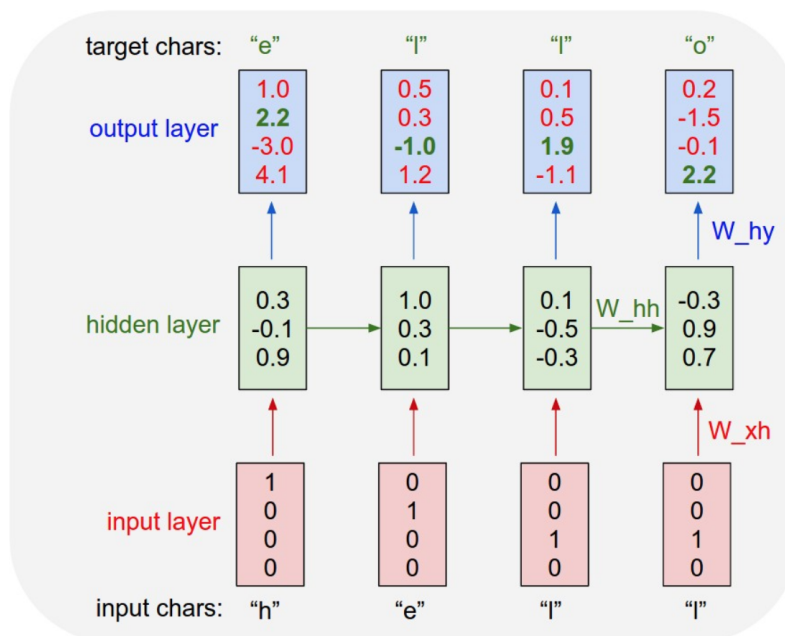 target chars: “e” “l” “l” “o”
1.0 0.5 0.1 0.2
2.2 0.3 0.5 -1.5
output layer
-3.0 -1.0 1.9 -0.1
4.1 1.2 -1.1 2.2
W_hy
0.3 1.0 0.1 -0.3
W_hh
hidden layer -0.1 0.3 -0.5 0.9
0.9 0.1 -0.3 0.7
W_xh
1 0 0 0
0 1 0 0
input layer
0 0 1 1
0 0 0 0
input chars: “h” “e” “l” “l”